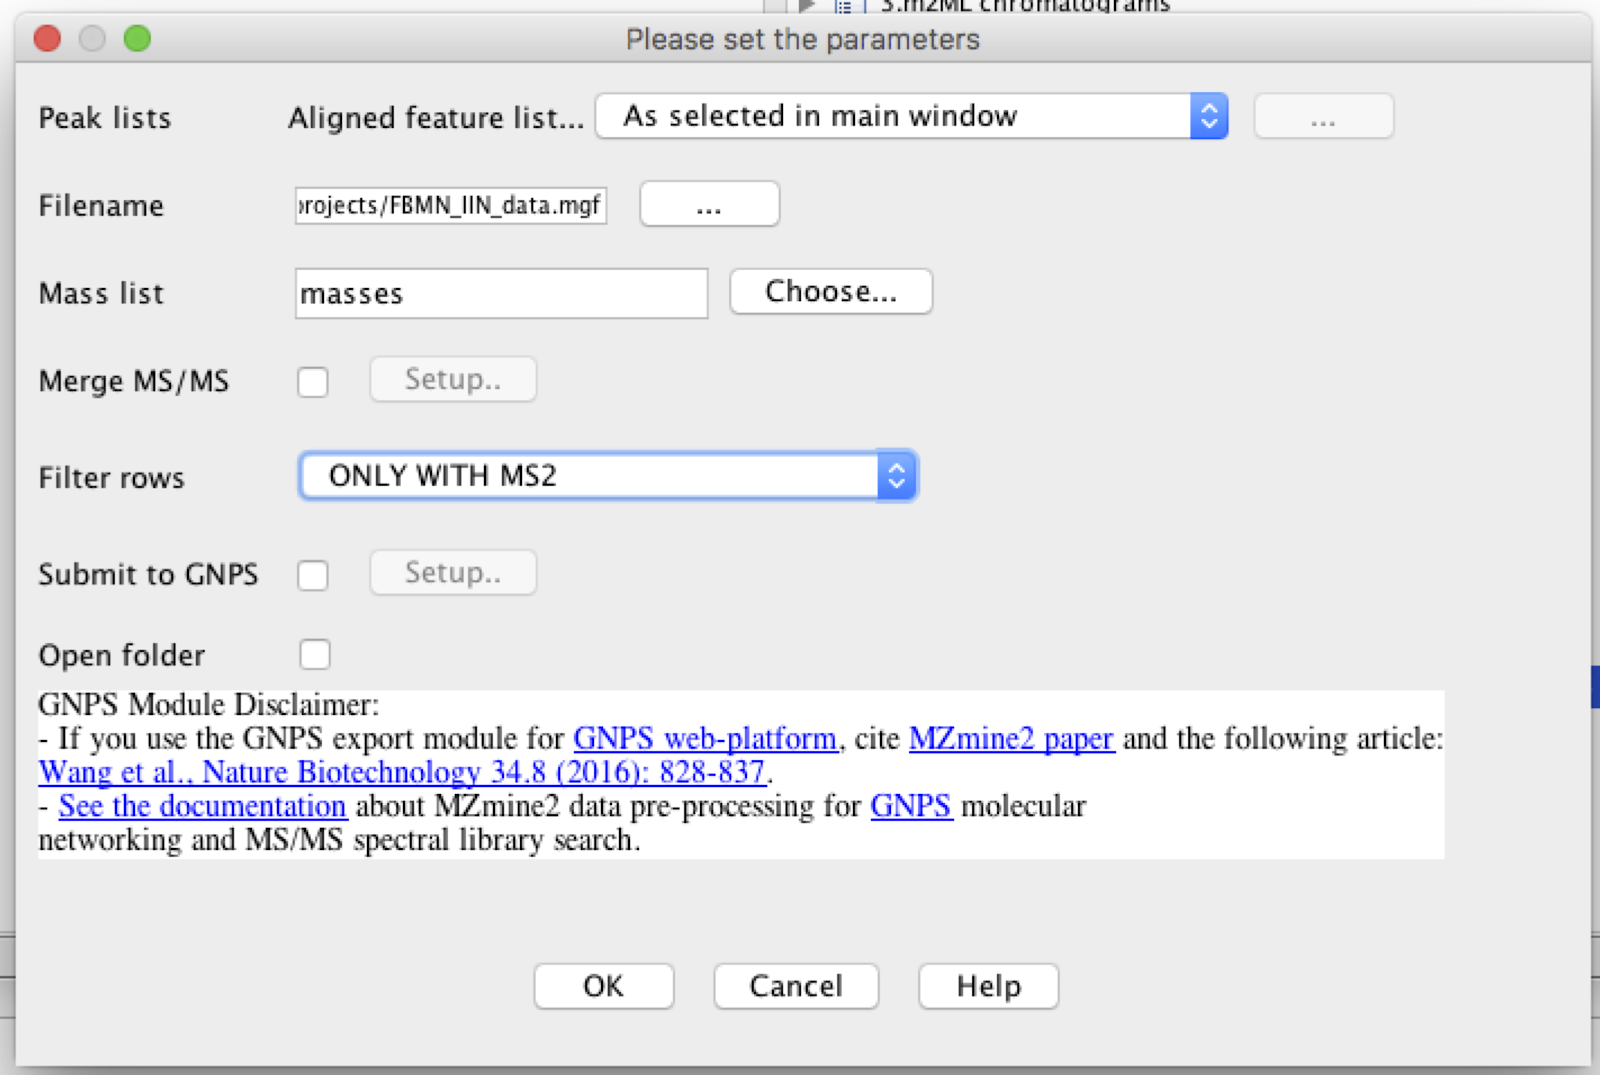 3.mzML chromatograms
Please set the parameters
Peak lists Aligned feature list... As selected in main window ...
Filename rojects/FBMN_IIN_data.mgf ...
Mass list masses Choose...
Merge MS/MS Setup..
Filter rows ONLY WITH MS2
Submit to GNPS Setup..
Open folder
GNPS Module Disclaimer:
- If you use the GNPS export module for GNPS web-platform, cite MZmine2 paper and the following article:
Wang et al., Nature Biotechnology 34.8 (2016): 828-837.
- See the documentation about MZmine2 data pre-processing for GNPS molecular
networking and MS/MS spectral library search.
OK Cancel Help